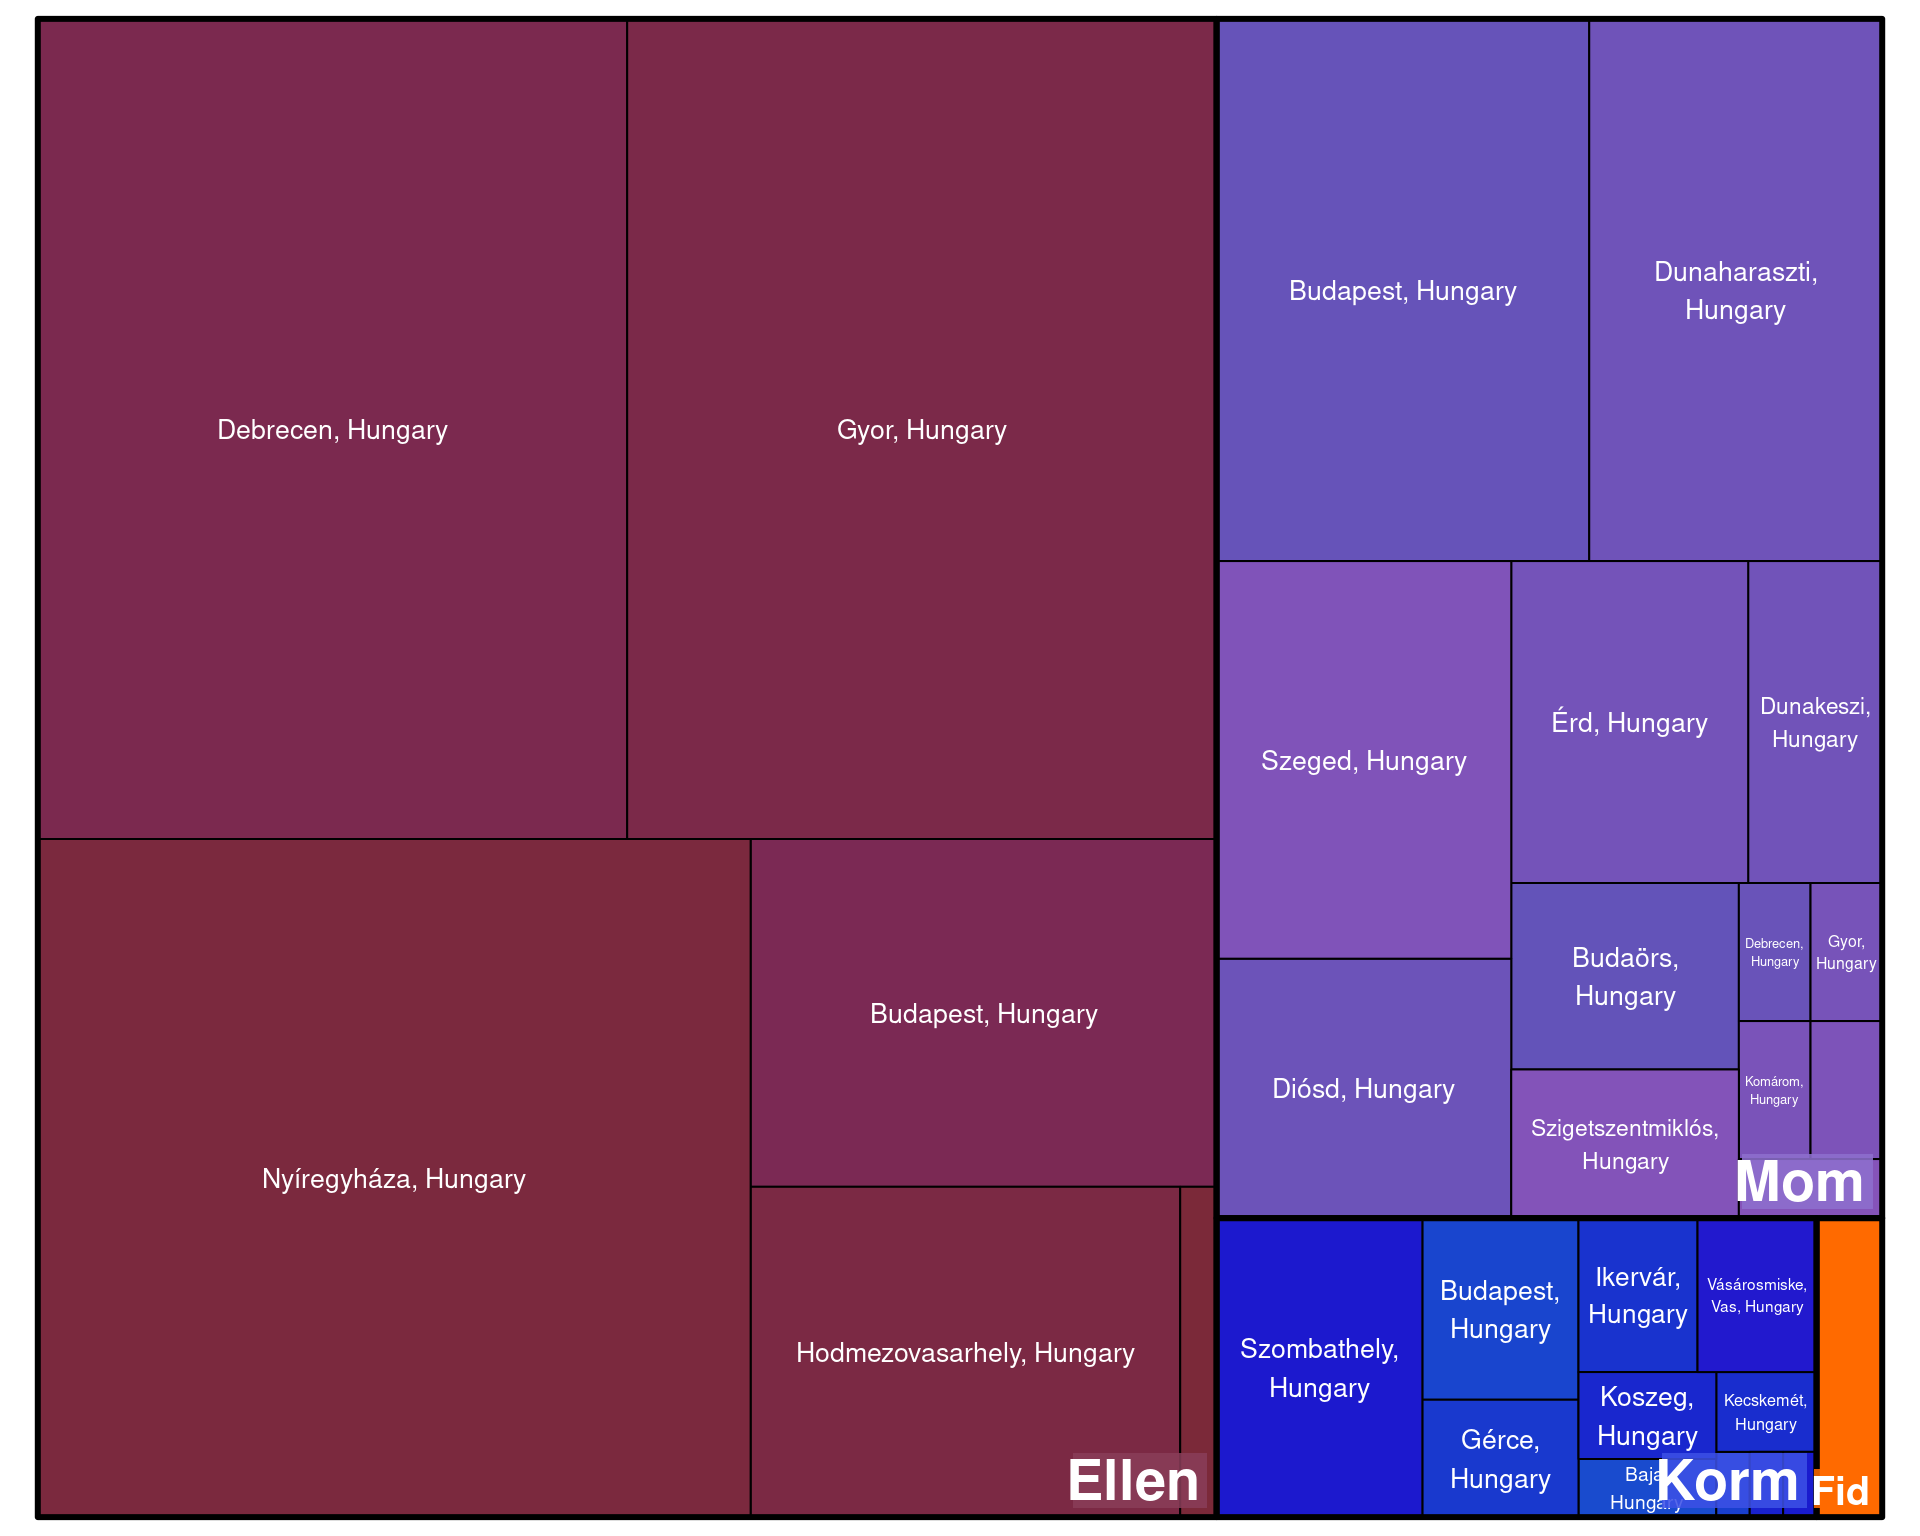 Debrecen, Hungary
Gyor, Hungary
Nyíregyháza, Hungary
Budapest, Hungary
Hodmezovasarhely, Hungary
Ellen
Budapest, Hungary
Dunaharaszti,
Hungary
Szeged, Hungary
Érd, Hungary
Dunakeszi,
Hungary
Diósd, Hungary
Budaörs,
Hungary
Debrecen,
Hungary
Gyor,
Hungary
Komárom,
Hungary
Szigetszentmiklós,
Hungary
Mom
Szombathely,
Hungary
Budapest,
Hungary
Gérce,
Hungary
Ikervár,
Hungary
Vásárosmiske,
Vas, Hungary
Koszeg,
Hungary
Kecskemét,
Hungary
Baja,
Hungary
Korm
Fid